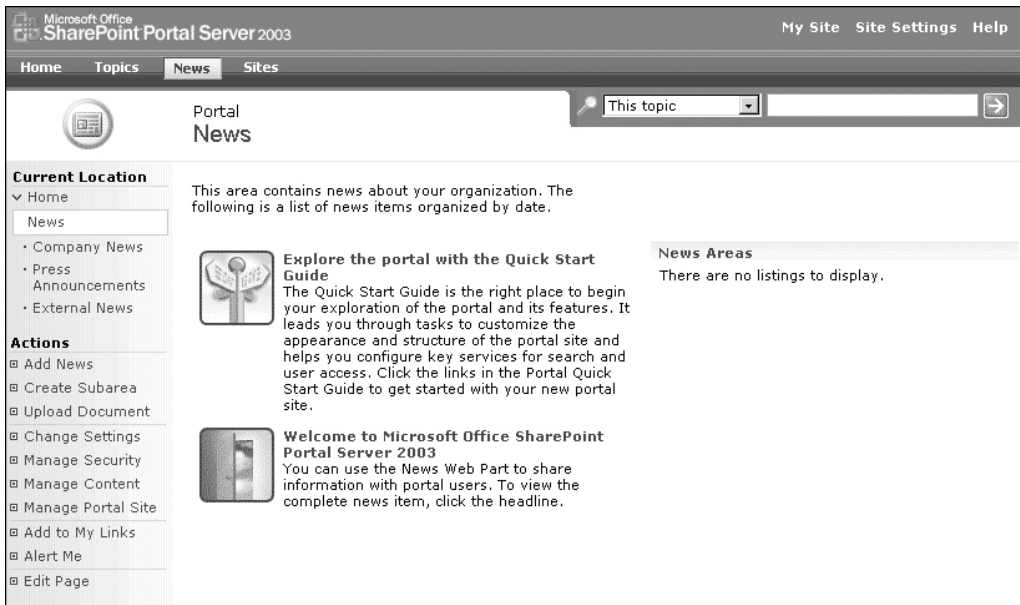 Microsoft Office
SharePoint Portal Server 2003
My Site Site Settings Help
Home Topics News Sites
This topic
Portal
News
Current Location
Home
News
Company News
Press
Announcements
External News
Actions
Add News
Create Subarea
Upload Document
Change Settings
Manage Security
Manage Content
Manage Portal Site
Add to My Links
Alert Me
Edit Page
This area contains news about your organization. The
following is a list of news items organized by date.
Explore the portal with the Quick Start
Guide
The Quick Start Guide is the right place to begin
your exploration of the portal and its features. It
leads you through tasks to customize the
appearance and structure of the portal site and
helps you configure key services for search and
user access. Click the links in the Portal Quick
Start Guide to get started with your new portal
site.
Welcome to Microsoft Office SharePoint
Portal Server 2003
You can use the News Web Part to share
information with portal users. To view the
complete news item, click the headline.
News Areas
There are no listings to display.